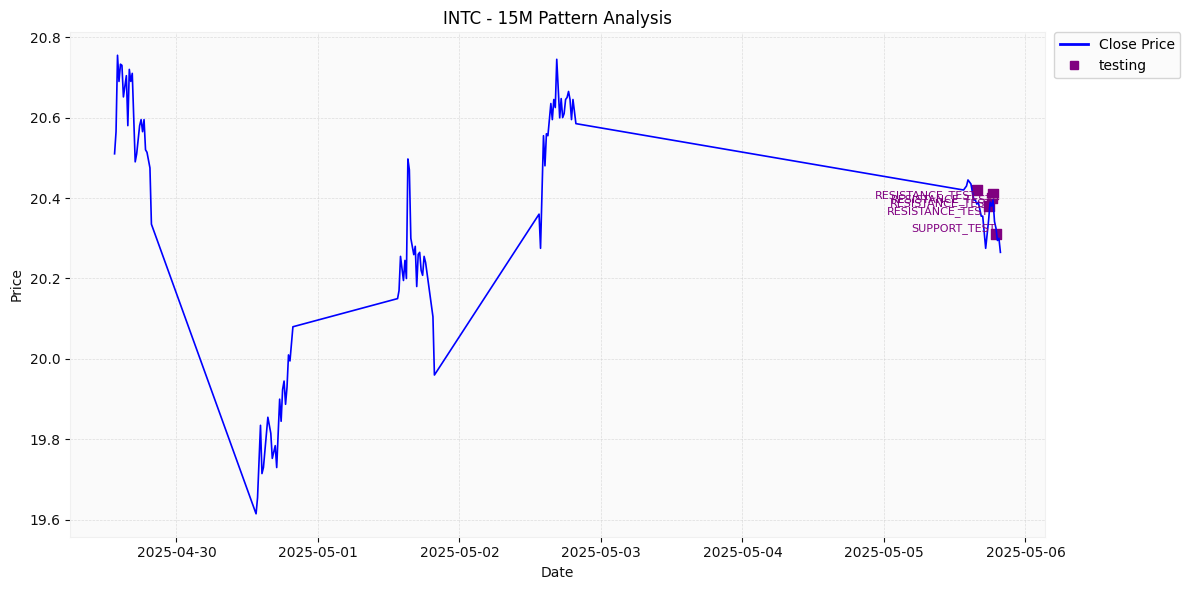 INTC - 15M Pattern Analysis
Close Price
testing
Price
20.8
20.6
20.4
20.2
20.0
19.8
19.6
RESISTANCE_TEST
RESISTANCE_TEST
RESISTANCE_TEST
RESISTANCE_TEST
SUPPORT_TEST
2025-04-30
2025-05-01
2025-05-02
2025-05-03
2025-05-04
2025-05-05
2025-05-06
Date